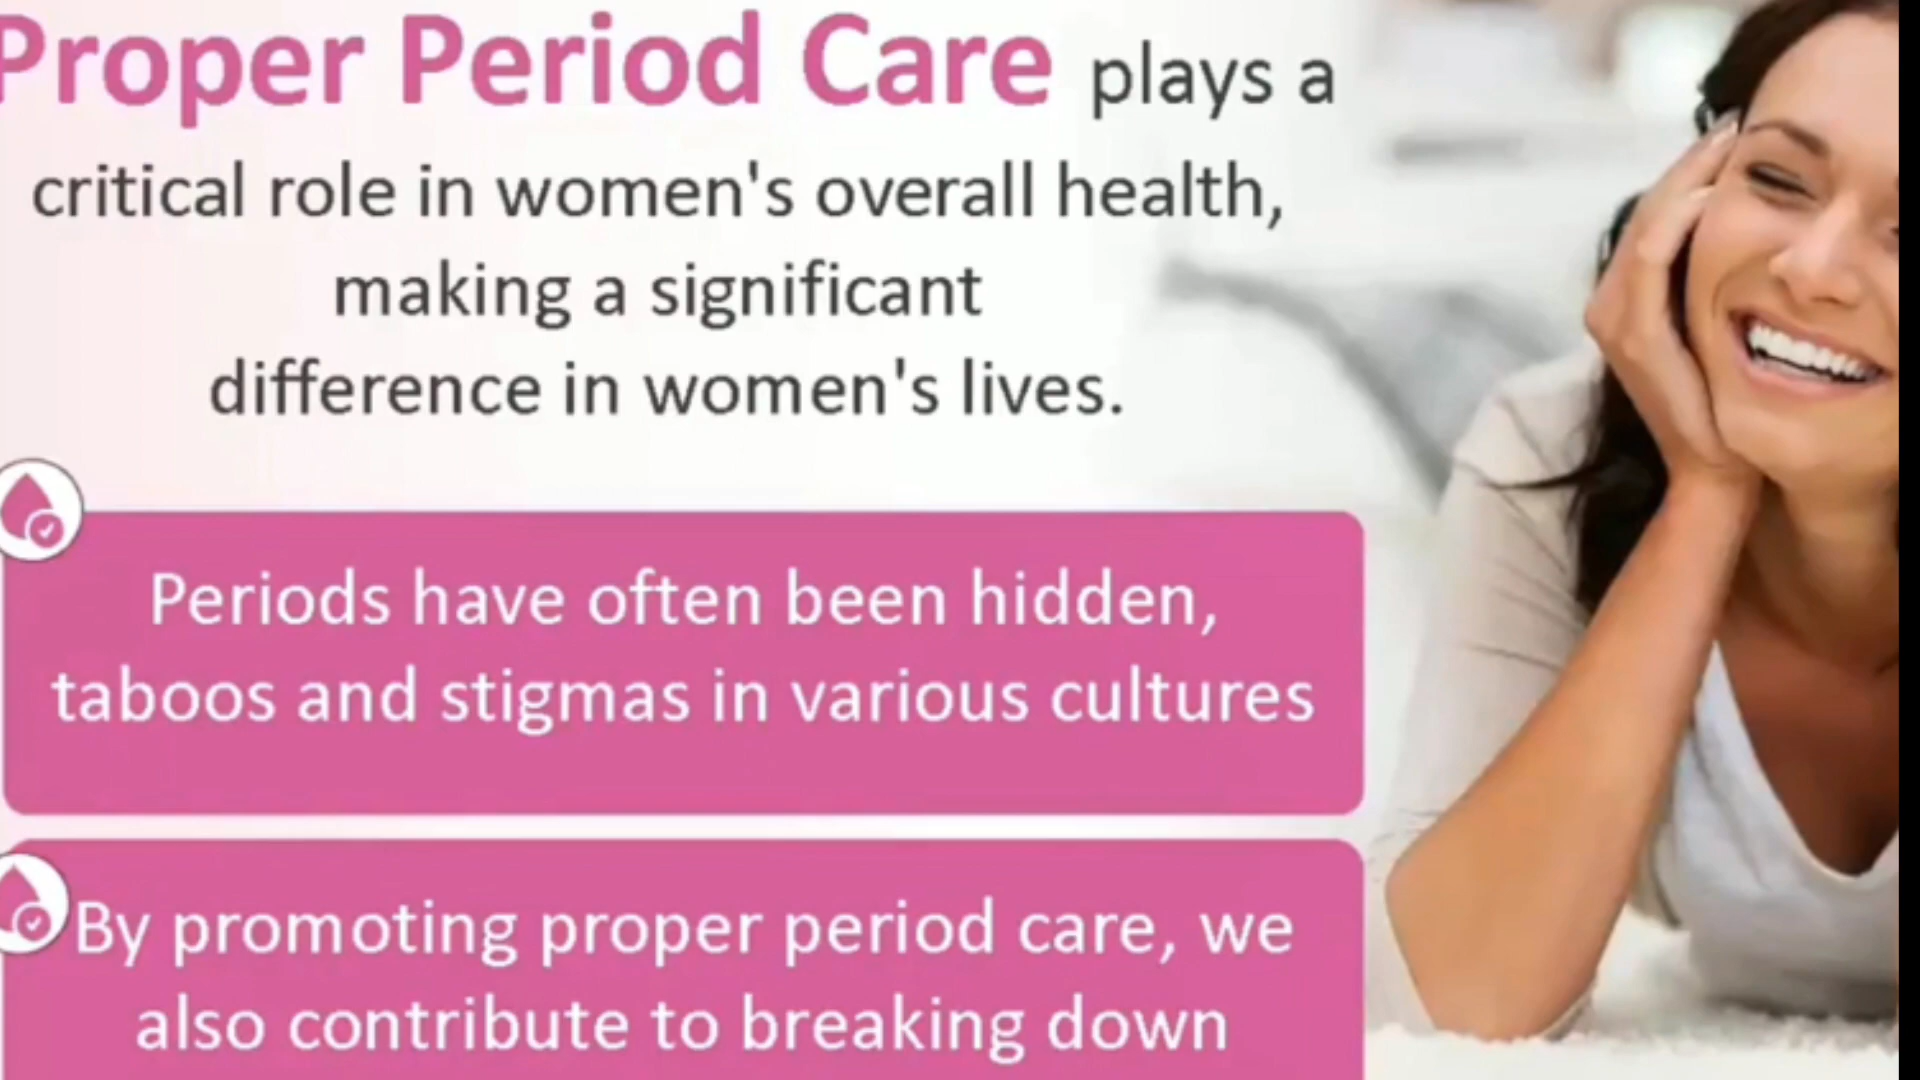 Proper Period Care plays a
critical role in women's overall health,
making a significant
difference in women's lives.
Periods have often been hidden,
taboos and stigmas in various cultures
By promoting proper period care, we
also contribute to breaking down